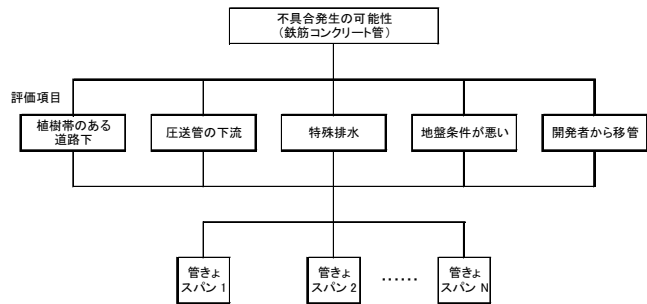 不具合発生の可能性
（鉄筋コンクリート管）
評価項目
植樹帯のある
道路下
圧送管の下流
特殊排水
地盤条件が悪い
開発者から移管
管きょ
スパン 1
管きょ
スパン 2
……
管きょ
スパン N